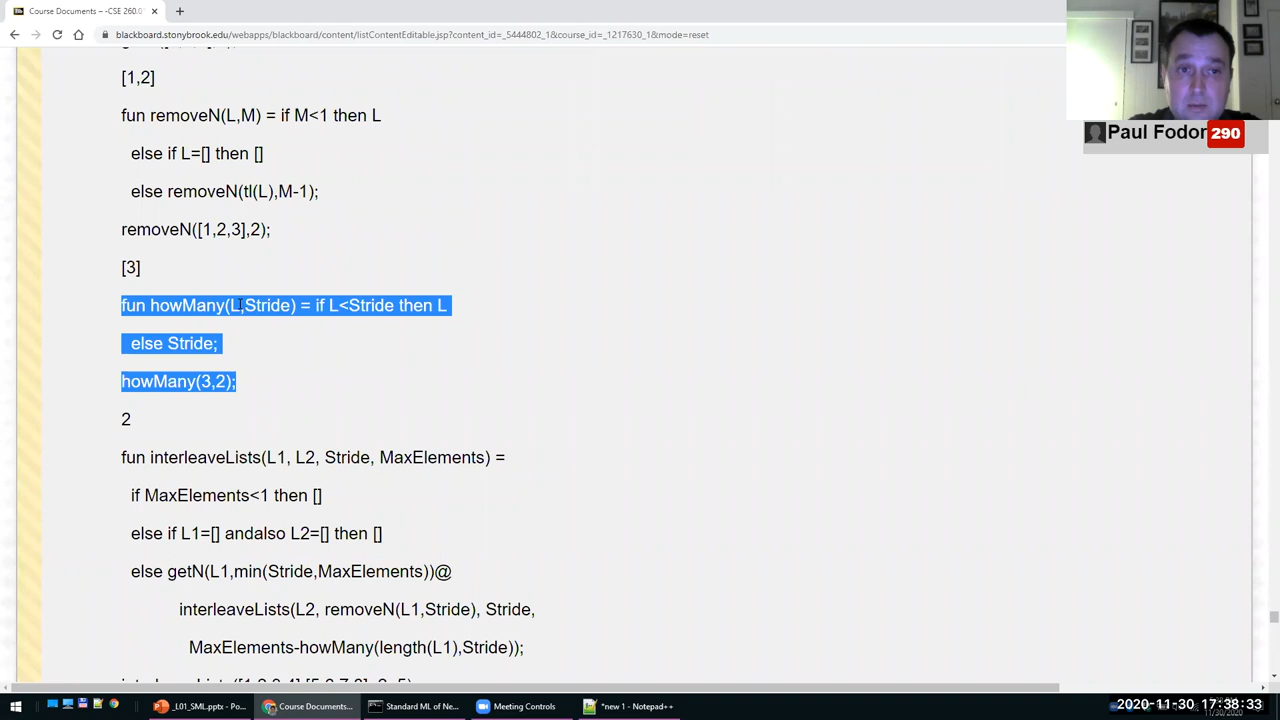 Course Documents – -CSE 260.0
blackboard.stonybrook.edu/webapps/blackboard/content/listContentEditable.jsp?content_id=_5444802_1&course_id=_1217630_1&mode=reset
[1,2]
fun removeN(L,M) = if M<1 then L
else if L=[] then []
else removeN(tl(L),M-1);
removeN([1,2,3],2);
[3]
fun howMany(L,Stride) = if L<Stride then L
else Stride;
howMany(3,2);
2
fun interleaveLists(L1, L2, Stride, MaxElements) =
if MaxElements<1 then []
else if L1=[] andalso L2=[] then []
else getN(L1,min(Stride,MaxElements))@
interleaveLists(L2, removeN(L1,Stride), Stride,
MaxElements-howMany(length(L1),Stride));
Paul Fodor 290
_L01_SML.pptx - Po...
Course Documents...
Standard ML of Ne...
Meeting Controls
*new 1 - Notepad++
2020-11-30 17:38:33